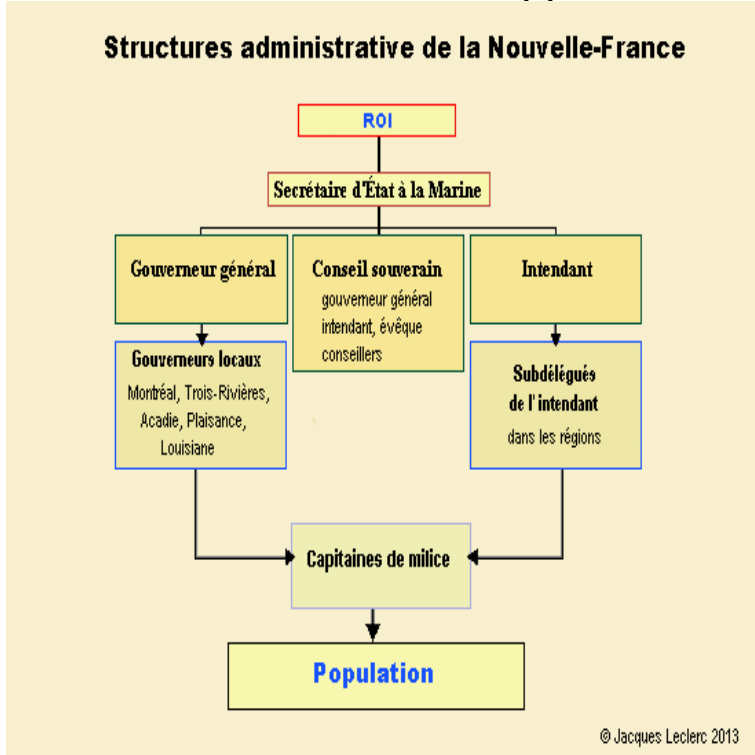 Structures administrative de la Nouvelle-France
ROI
Secrétaire d'État à la Marine
Gouverneur général
Conseil souverain
gouverneur général
intendant, évêque
conseillers
Intendant
Gouverneurs locaux
Montréal, Trois-Rivières,
Acadie, Plaisance,
Louisiane
Subdélégués
de l'intendant
dans les régions
Capitaines de milice
Population
© Jacques Leclerc 2013